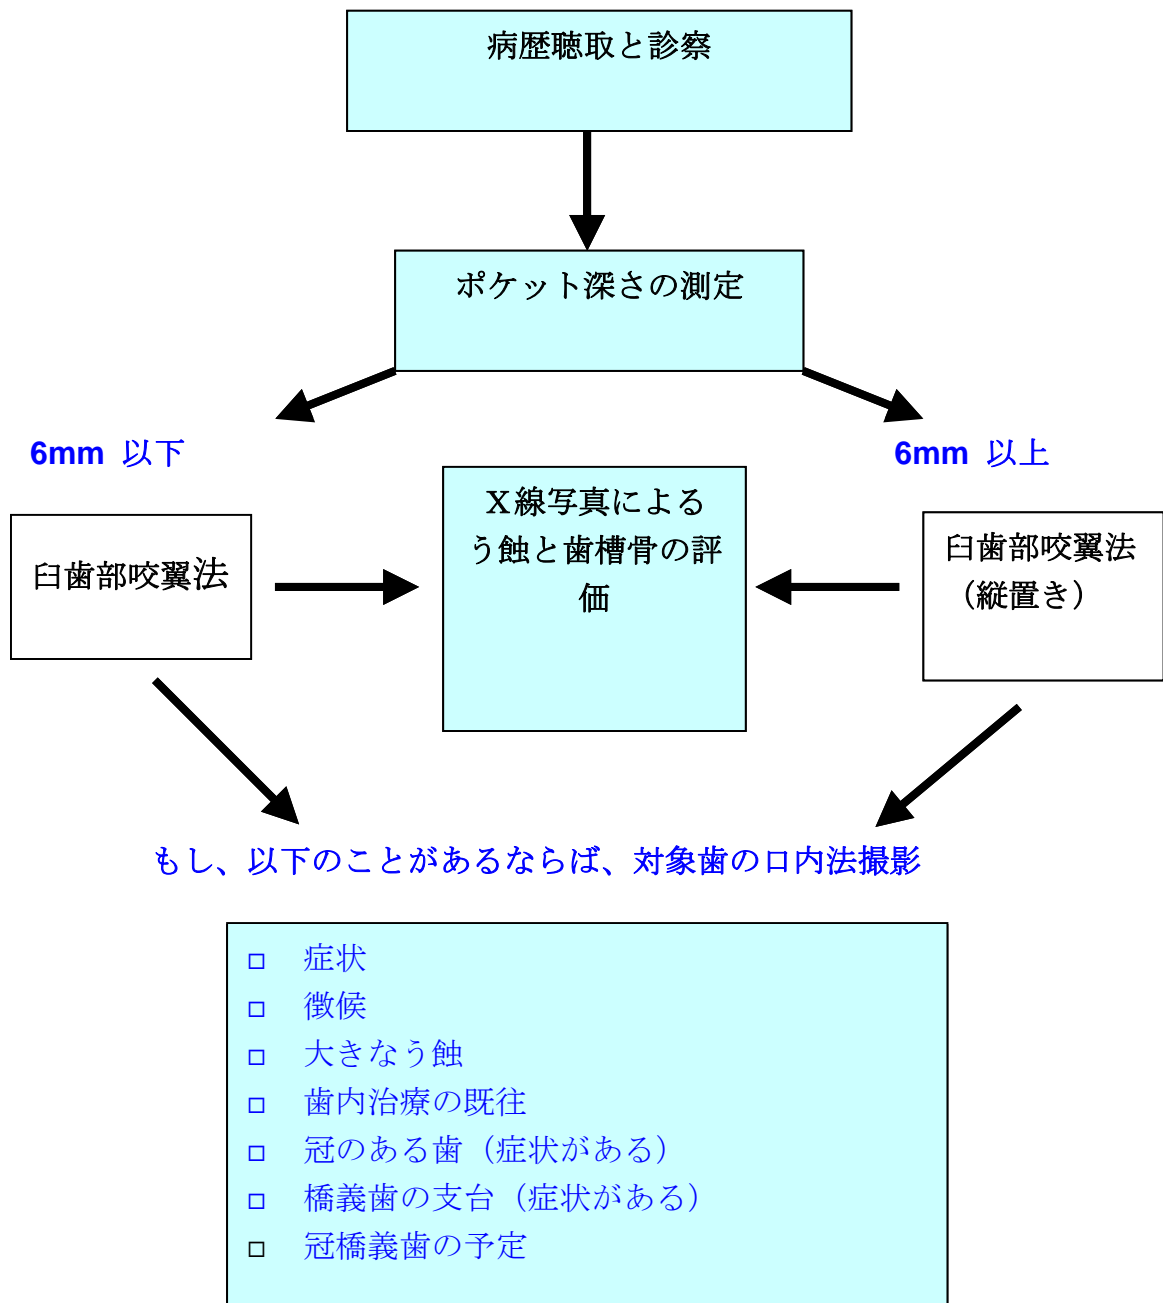 病歴聴取と診察
ポケット深さの測定
6mm 以下
6mm 以上
臼歯部咬翼法
X線写真による
う蝕と歯槽骨の評
価
臼歯部咬翼法
（縦置き）
もし、以下のことがあるならば、対象歯の口内法撮影
□ 症状
□ 徴候
□ 大きなう蝕
□ 歯内治療の既往
□ 冠のある歯（症状がある）
□ 橋義歯の支台（症状がある）
□ 冠橋義歯の予定